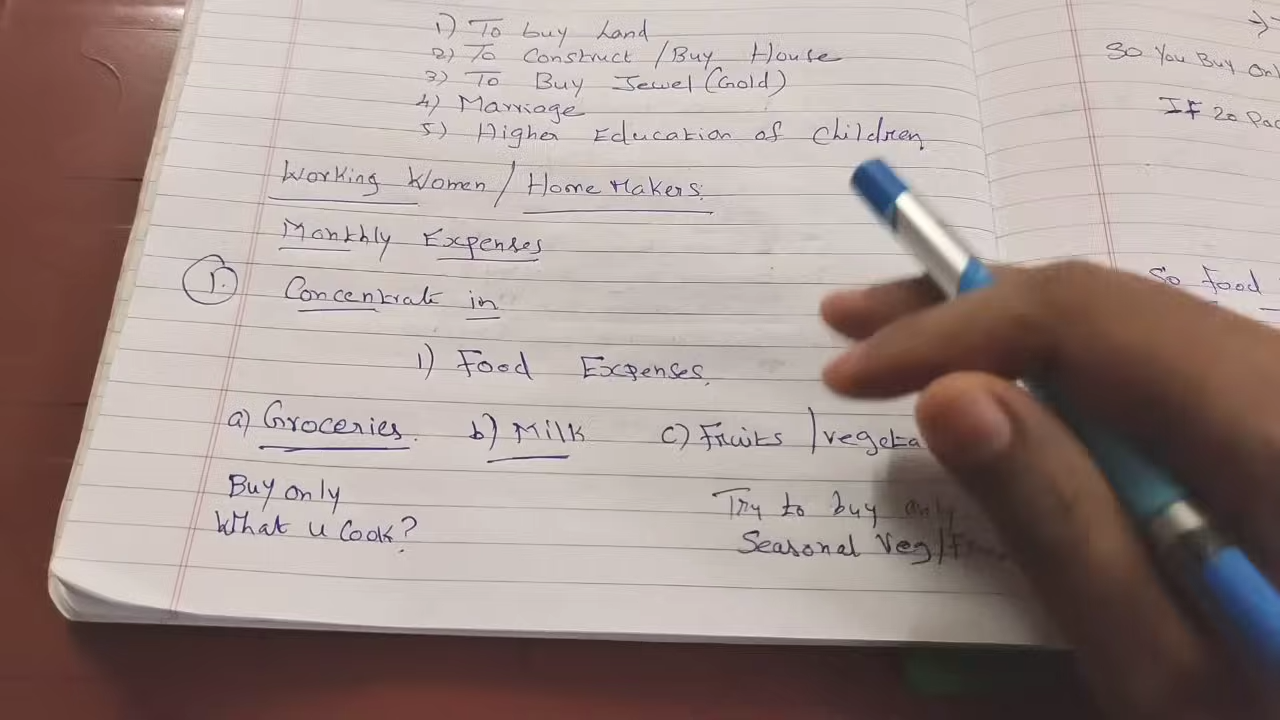 1) To buy Land
2) To Construct / Buy House
3) To Buy Jewel (Gold)
4) Marriage
5) Higher Education of Children
Working Women / Home Makers.
Monthly Expenses
1. Concentrate in
1) Food Expenses.
a) Groceries. b) Milk c) Fruits / vegeta
Buy only
What u Cook?
Try to buy only
Seasonal Veg/
So You Buy Onl
If 20 Pac
So Food